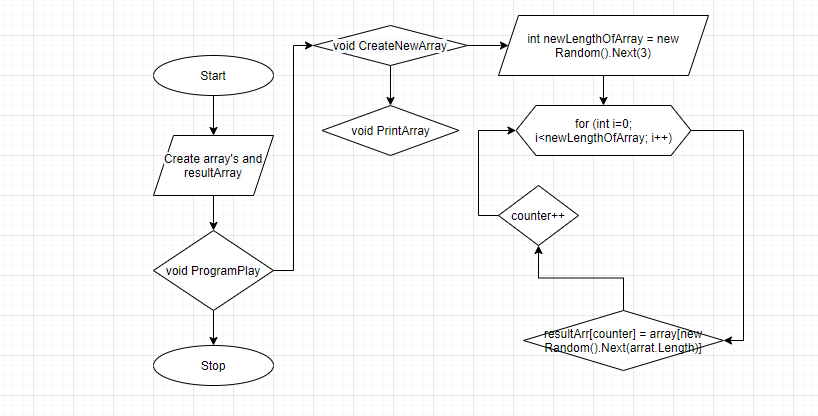 Start
Create array's and
resultArray
void ProgramPlay
Stop
void CreateNewArray
void PrintArray
int newLengthOfArray = new
Random().Next(3)
for (int i=0;
i<newLengthOfArray; i++)
counter++
resultArr[counter] = array[new
Random().Next(arrat.Length)]